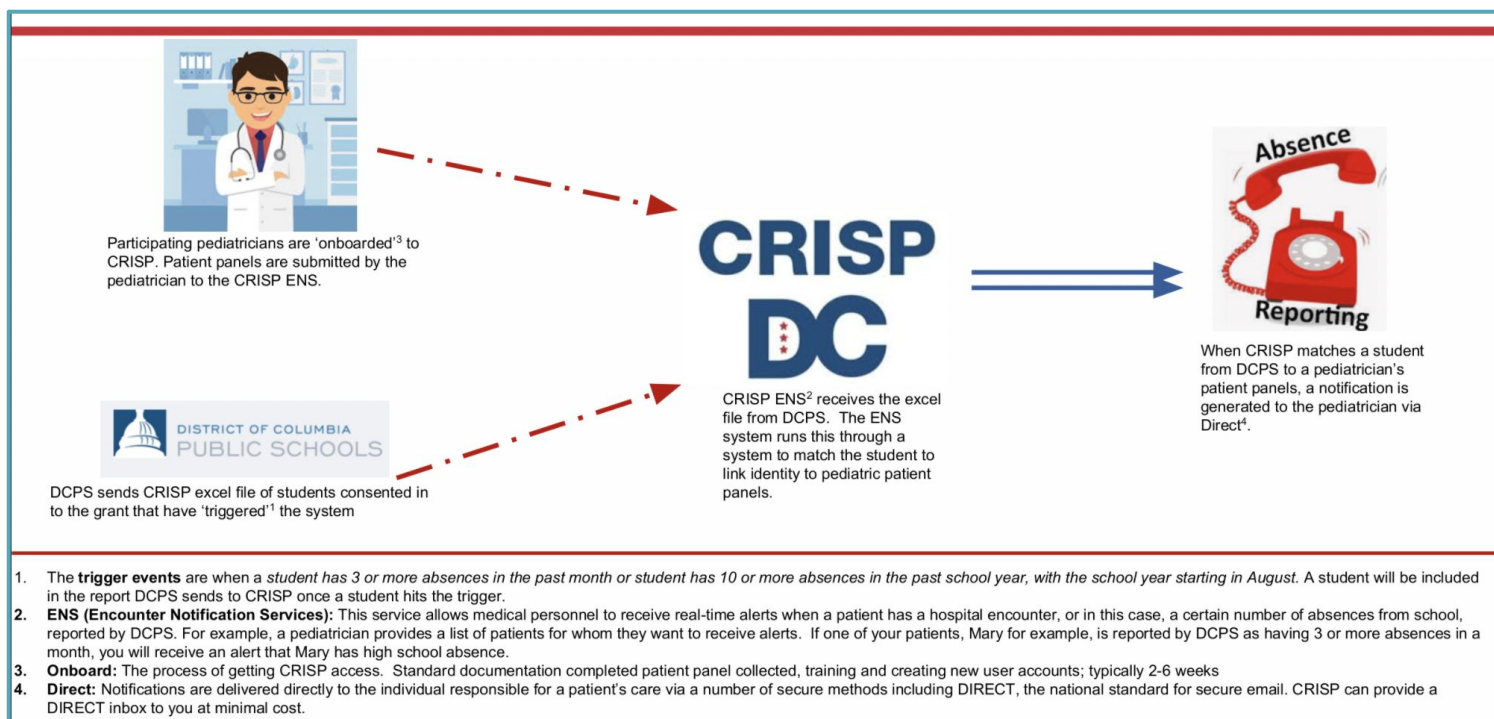 Participating pediatricians are ‘onboarded’³ to
CRISP. Patient panels are submitted by the
pediatrician to the CRISP ENS.
DISTRICT OF COLUMBIA
PUBLIC SCHOOLS
DCPS sends CRISP excel file of students consented in
to the grant that have ‘triggered’¹ the system
CRISP
DC
CRISP ENS² receives the excel
file from DCPS. The ENS
system runs this through a
system to match the student to
link identity to pediatric patient
panels.
Absence
Reporting
When CRISP matches a student
from DCPS to a pediatrician’s
patient panels, a notification is
generated to the pediatrician via
Direct⁴.
1. The trigger events are when a student has 3 or more absences in the past month or student has 10 or more absences in the past school year, with the school year starting in August. A student will be included
in the report DCPS sends to CRISP once a student hits the trigger.
2. ENS (Encounter Notification Services): This service allows medical personnel to receive real-time alerts when a patient has a hospital encounter, or in this case, a certain number of absences from school,
reported by DCPS. For example, a pediatrician provides a list of patients for whom they want to receive alerts. If one of your patients, Mary for example, is reported by DCPS as having 3 or more absences in a
month, you will receive an alert that Mary has high school absence.
3. Onboard: The process of getting CRISP access. Standard documentation completed patient panel collected, training and creating new user accounts; typically 2-6 weeks
4. Direct: Notifications are delivered directly to the individual responsible for a patient’s care via a number of secure methods including DIRECT, the national standard for secure email. CRISP can provide a
DIRECT inbox to you at minimal cost.